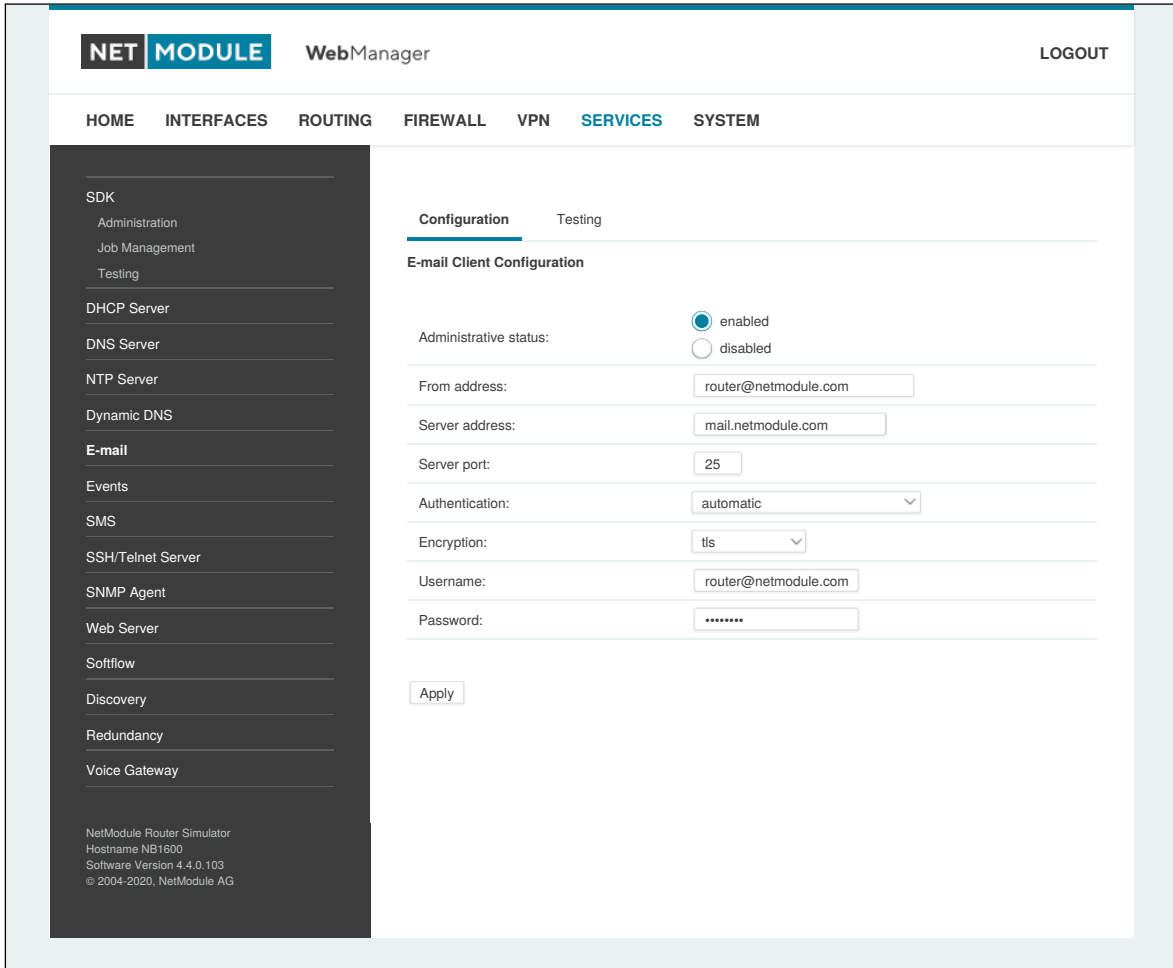 NET MODULE WebManager LOGOUT
HOME INTERFACES ROUTING FIREWALL VPN SERVICES SYSTEM
SDK
Administration
Job Management
Testing
DHCP Server
DNS Server
NTP Server
Dynamic DNS
E-mail
Events
SMS
SSH/Telnet Server
SNMP Agent
Web Server
Softflow
Discovery
Redundancy
Voice Gateway
NetModule Router Simulator
Hostname NB1600
Software Version 4.4.0.103
© 2004-2020, NetModule AG
Configuration Testing
E-mail Client Configuration
Administrative status: enabled
disabled
From address: router@netmodule.com
Server address: mail.netmodule.com
Server port: 25
Authentication: automatic
Encryption: tls
Username: router@netmodule.com
Password: ••••••••
Apply